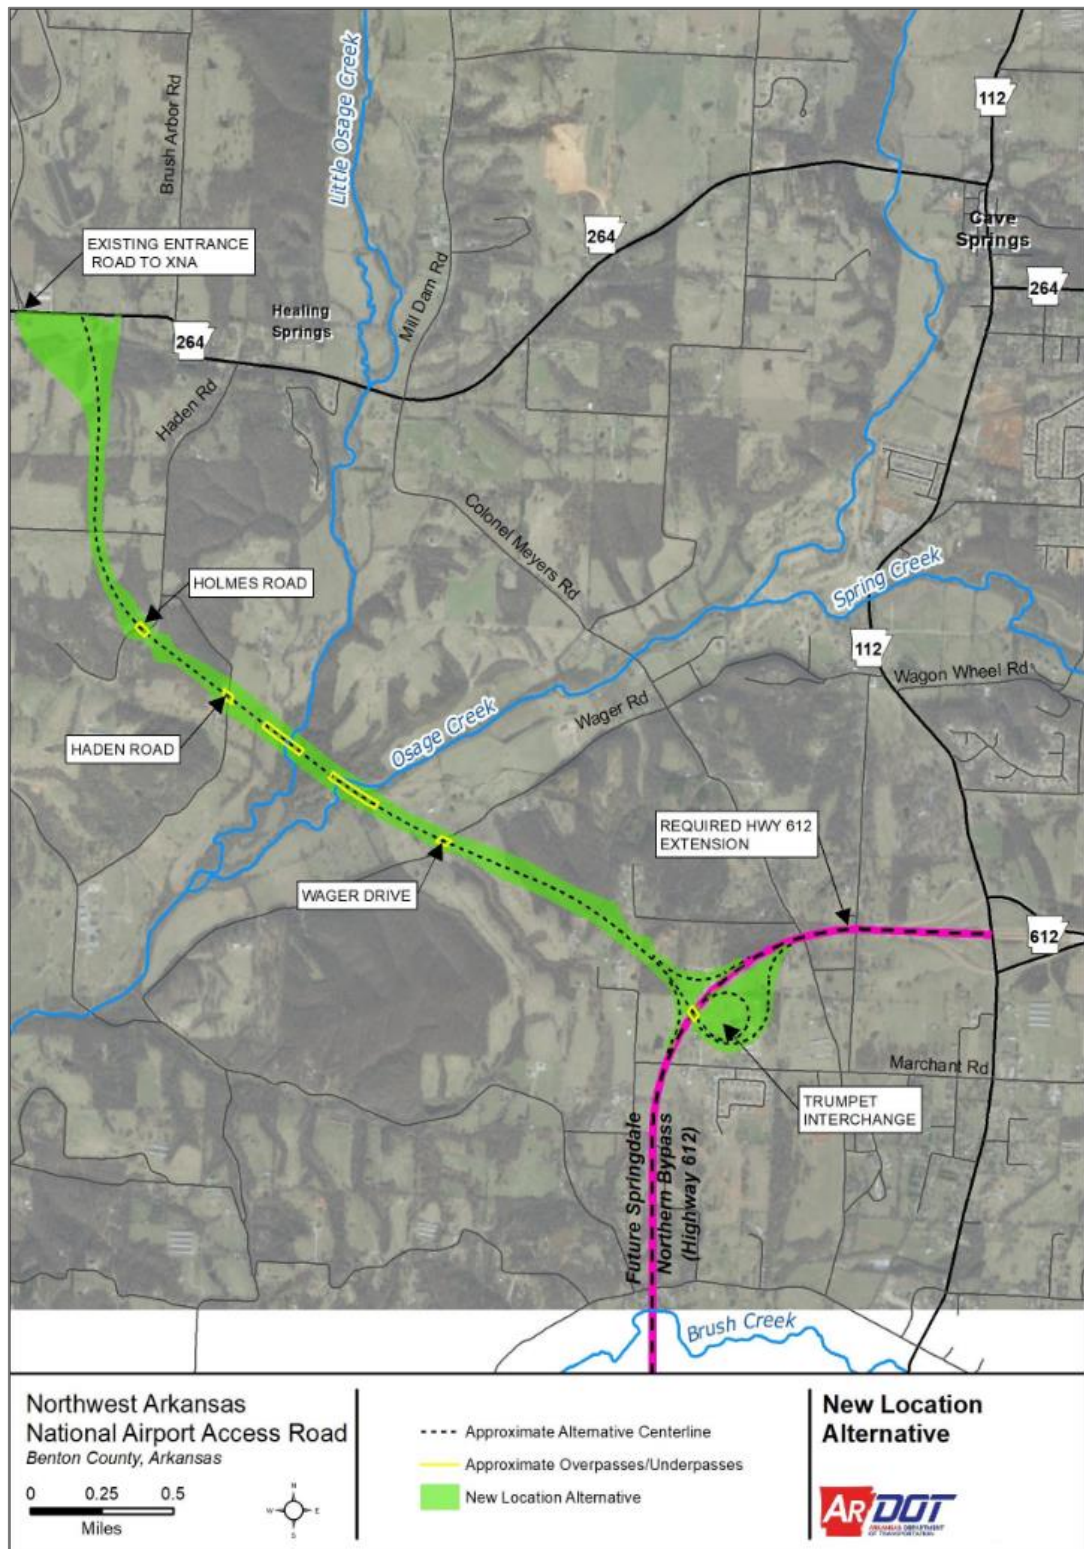 Little Osage Creek
Brush Arbor Rd
112
264
Cave
Springs
EXISTING ENTRANCE
ROAD TO XNA
264
Healing
Springs
Mill Dam Rd
264
Haden Rd
Colonel Meyers Rd
Spring Creek
HOLMES ROAD
112
Wagon Wheel Rd
Wager Rd
Osage Creek
HADEN ROAD
REQUIRED HWY 612
EXTENSION
WAGER DRIVE
612
Marchant Rd
TRUMPET
INTERCHANGE
Future Springdale
Northern Bypass
(Highway 612)
Brush Creek
Northwest Arkansas
National Airport Access Road
Benton County, Arkansas
0 0.25 0.5
Miles
N
W E
S
Approximate Alternative Centerline
Approximate Overpasses/Underpasses
New Location Alternative
New Location
Alternative
ARDOT
ARKANSAS DEPARTMENT
OF TRANSPORTATION